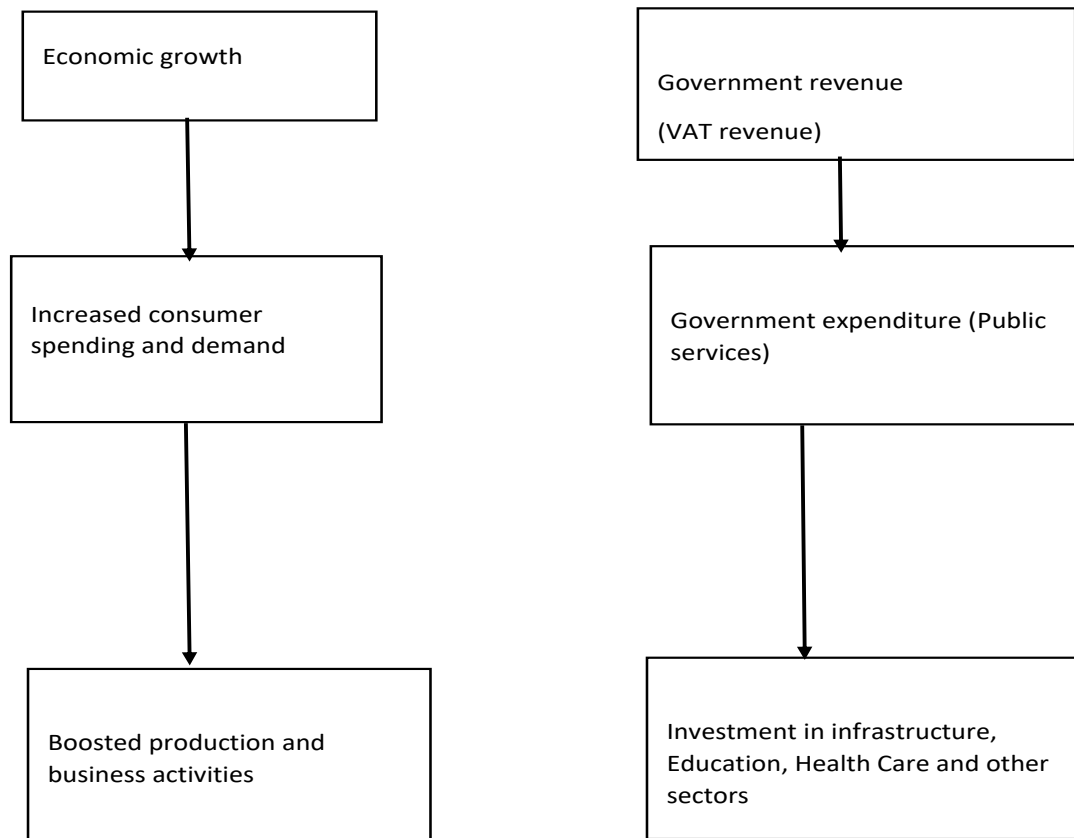 Economic growth
Government revenue
(VAT revenue)
Increased consumer
spending and demand
Government expenditure (Public
services)
Boosted production and
business activities
Investment in infrastructure,
Education, Health Care and other
sectors